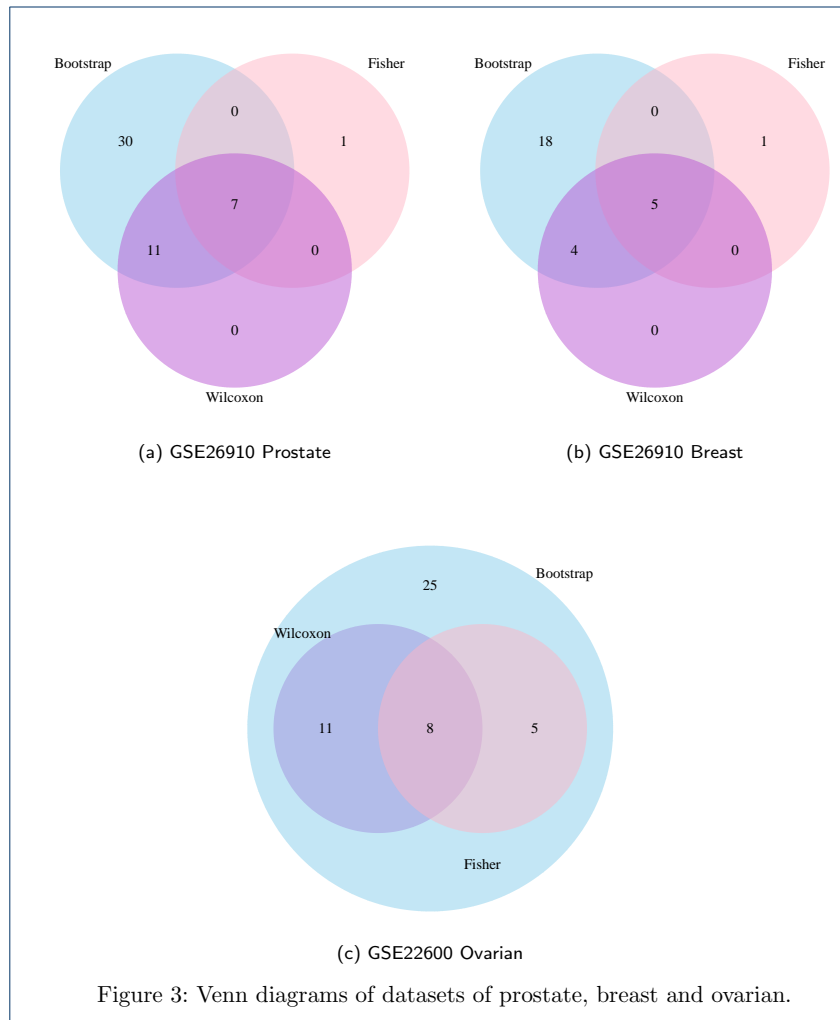 Bootstrap
Fisher
30
0
1
7
11
0
0
Wilcoxon
(a) GSE26910 Prostate
Bootstrap
Fisher
18
0
1
5
4
0
0
Wilcoxon
(b) GSE26910 Breast
25
Bootstrap
Wilcoxon
11
8
5
Fisher
(c) GSE22600 Ovarian
Figure 3: Venn diagrams of datasets of prostate, breast and ovarian.